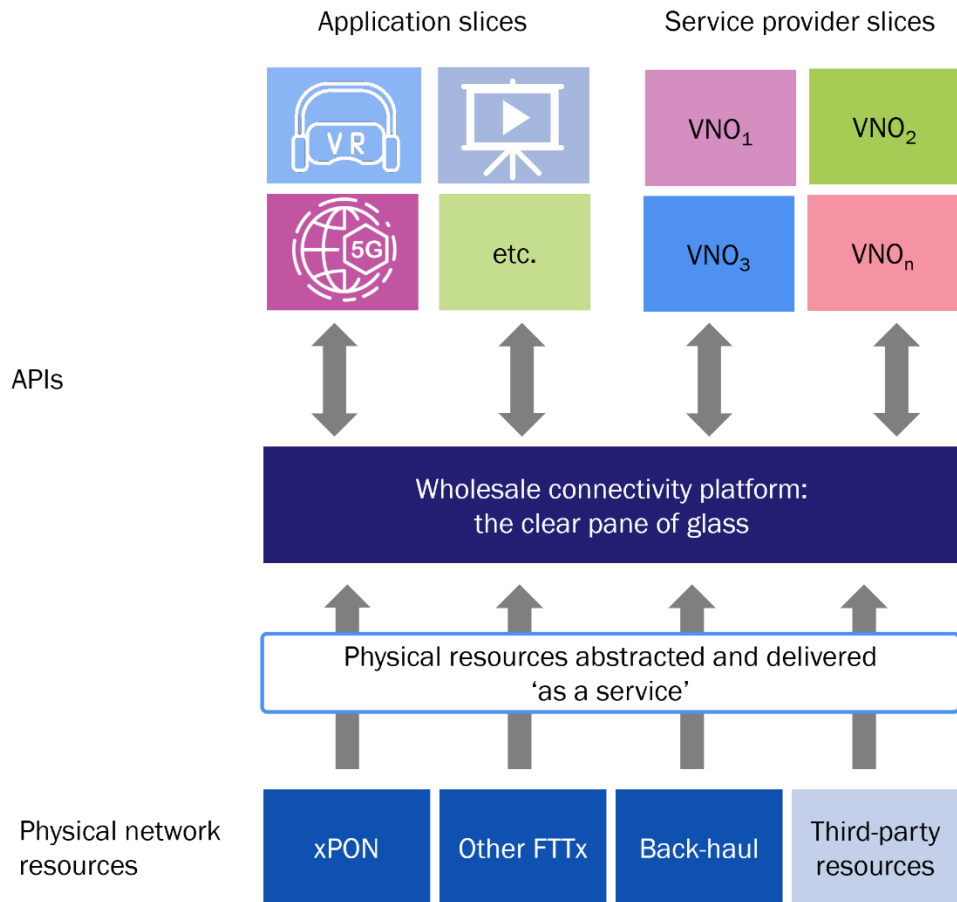 Application slices
Service provider slices
VR
VNO₁
VNO₂
5G
etc.
VNO₃
VNOₙ
APIs
Wholesale connectivity platform:
the clear pane of glass
Physical resources abstracted and delivered
‘as a service’
Physical network
resources
xPON
Other FTTx
Back-haul
Third-party
resources